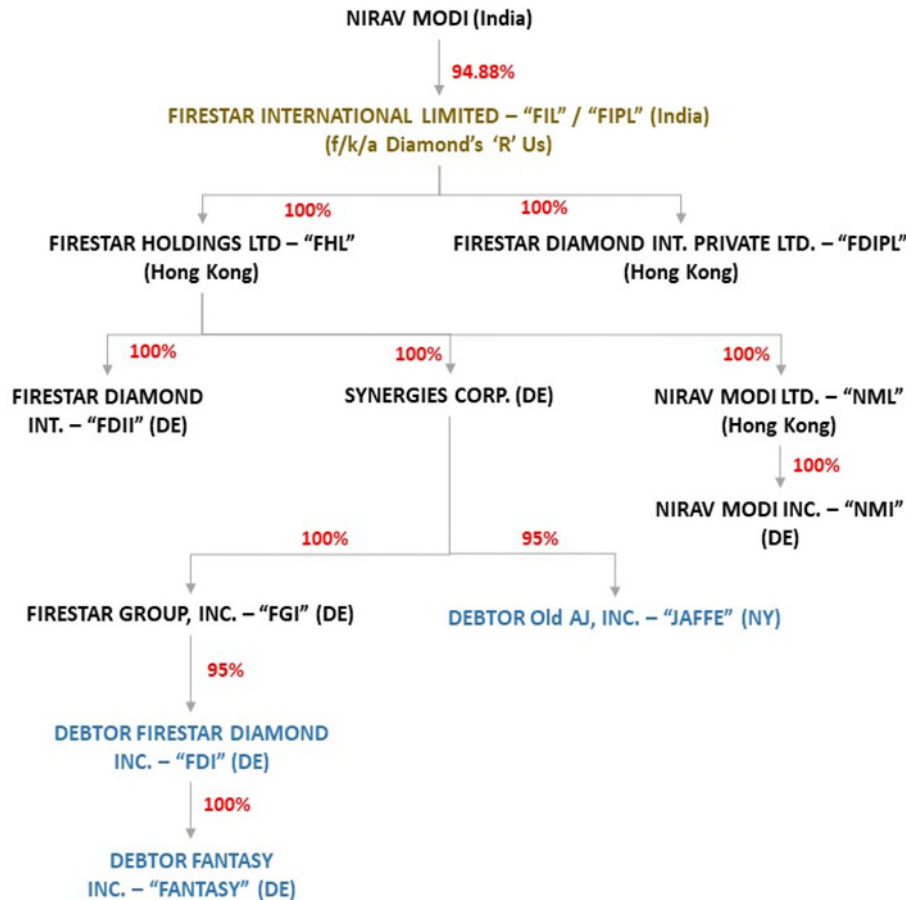 NIRAV MODI (India)
94.88%
FIRESTAR INTERNATIONAL LIMITED – “FIL” / “FIPL” (India)
(f/k/a Diamond’s ‘R’ Us)
100%
100%
FIRESTAR HOLDINGS LTD – “FHL”
(Hong Kong)
FIRESTAR DIAMOND INT. PRIVATE LTD. – “FDIPL”
(Hong Kong)
100%
100%
100%
FIRESTAR DIAMOND
INT. – “FDII” (DE)
SYNERGIES CORP. (DE)
NIRAV MODI LTD. – “NML”
(Hong Kong)
100%
NIRAV MODI INC. – “NMI”
(DE)
100%
95%
FIRESTAR GROUP, INC. – “FGI” (DE)
DEBTOR Old AJ, INC. – “JAFFE” (NY)
95%
DEBTOR FIRESTAR DIAMOND
INC. – “FDI” (DE)
100%
DEBTOR FANTASY
INC. – “FANTASY” (DE)